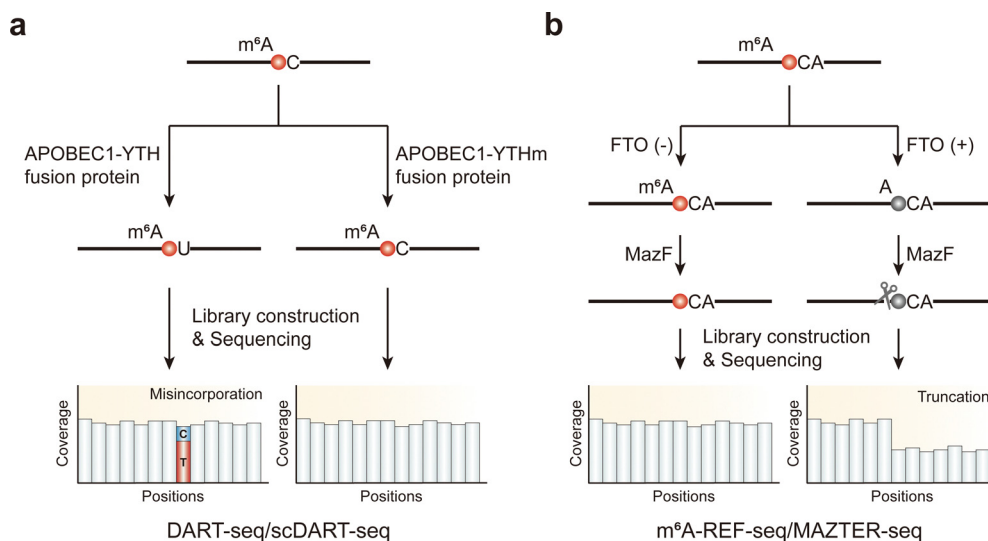 a
m⁶A
C
APOBEC1-YTH
fusion protein
APOBEC1-YTHm
fusion protein
m⁶A
U
m⁶A
C
Library construction
& Sequencing
Misincorporation
C
T
Coverage
Positions
Coverage
Positions
DART-seq/scDART-seq
b
m⁶A
CA
FTO (-)
FTO (+)
m⁶A
CA
A
CA
MazF
MazF
CA
CA
Library construction
& Sequencing
Coverage
Positions
Truncation
Coverage
Positions
m⁶A-REF-seq/MAZTER-seq